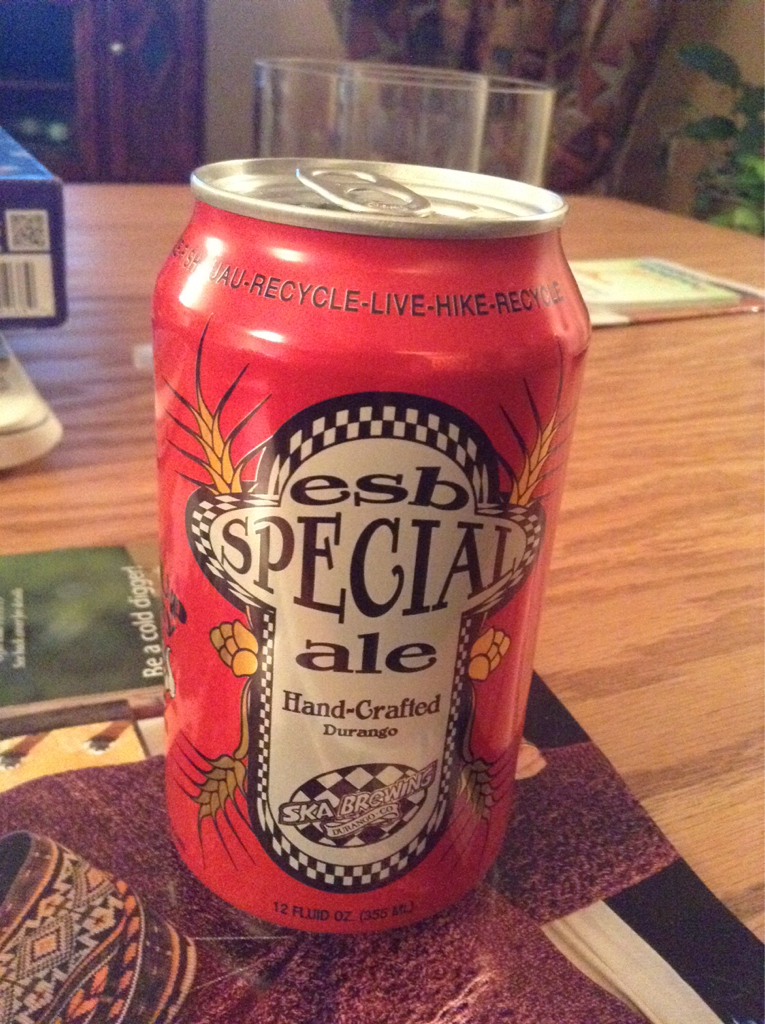 UAU-RECYCLE-LIVE-HIKE-RECYCLE
esb
SPECIAL
ale
Hand-Crafted
Durango
SKA BREWING
DURANGO CO
12 FLUID OZ. (355 ML)
Be a cold digger!